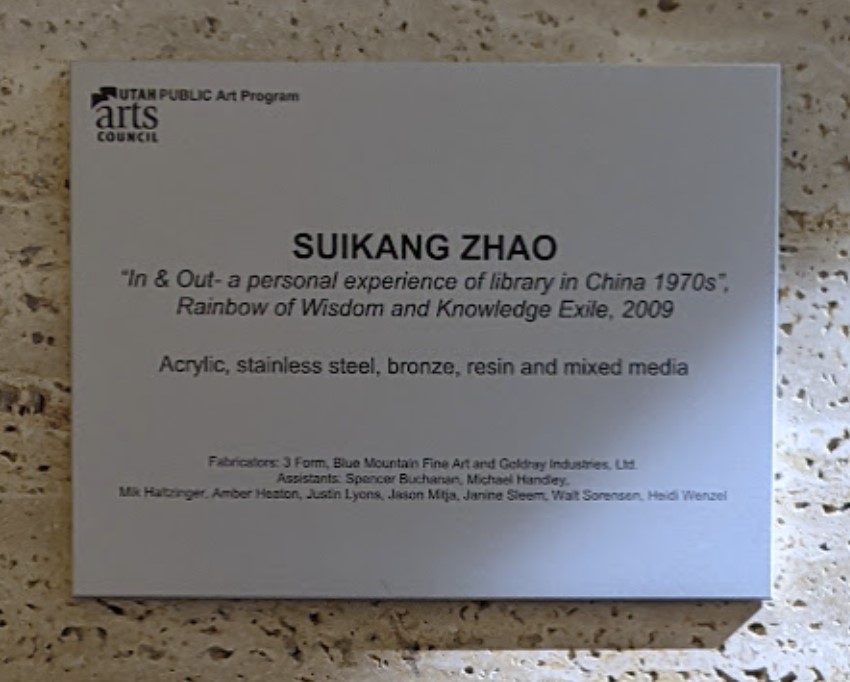 UTAH PUBLIC Art Program
arts
COUNCIL
SUIKANG ZHAO
“In & Out- a personal experience of library in China 1970s”,
Rainbow of Wisdom and Knowledge Exile, 2009
Acrylic, stainless steel, bronze, resin and mixed media
Fabricators: 3 Form, Blue Mountain Fine Art and Goldray Industries, Ltd.
Assistants: Spencer Buchanan, Michael Handley,
Mik Haltzinger, Amber Heaton, Justin Lyons, Jason Mitja, Janine Sleem, Walt Sorensen, Heidi Wenzel